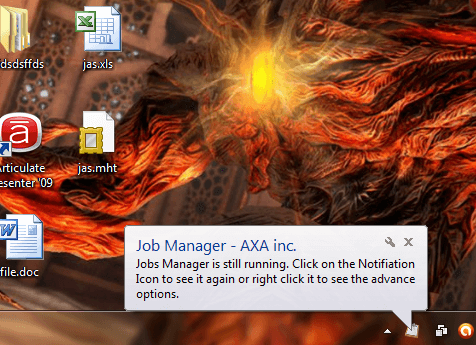 dsdsffds
jas.xls
Articulate
esenter '09
jas.mht
file.doc
Job Manager - AXA inc.
Jobs Manager is still running. Click on the Notifiation
Icon to see it again or right click it to see the advance
options.